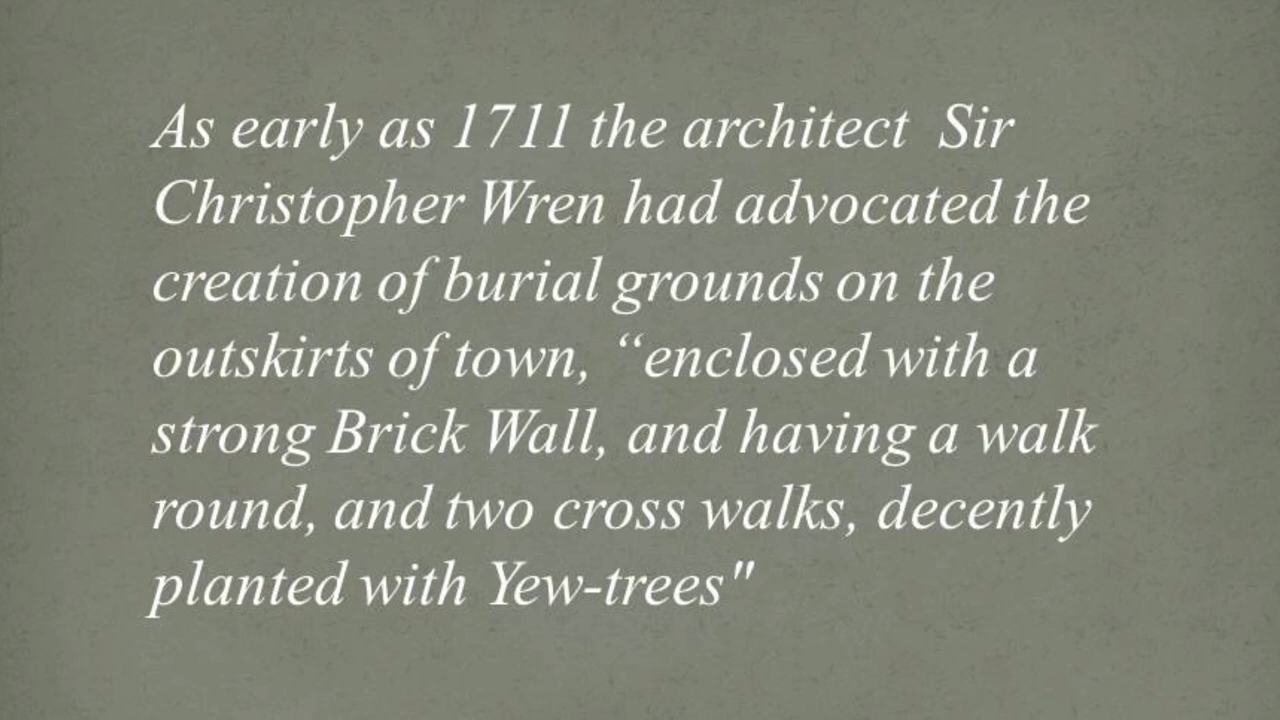 As early as 1711 the architect  Sir
Christopher Wren had advocated the
creation of burial grounds on the
outskirts of town, “enclosed with a
strong Brick Wall, and having a walk
round, and two cross walks, decently
planted with Yew-trees"